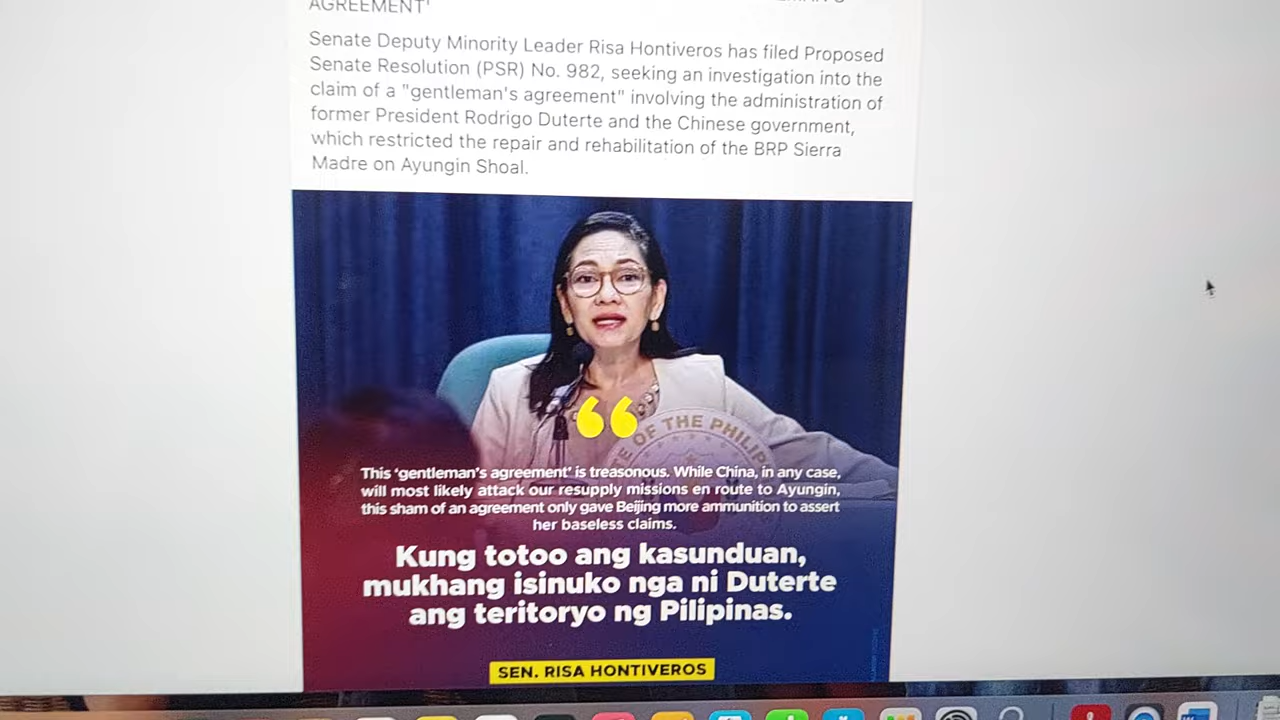 AGREEMENT'
Senate Deputy Minority Leader Risa Hontiveros has filed Proposed
Senate Resolution (PSR) No. 982, seeking an investigation into the
claim of a "gentleman's agreement" involving the administration of
former President Rodrigo Duterte and the Chinese government,
which restricted the repair and rehabilitation of the BRP Sierra
Madre on Ayungin Shoal.
E OF THE PHILIP
This ‘gentleman’s agreement’ is treasonous. While China, in any case,
will most likely attack our resupply missions en route to Ayungin,
this sham of an agreement only gave Beijing more ammunition to assert
her baseless claims.
Kung totoo ang kasunduan,
mukhang isinuko nga ni Duterte
ang teritoryo ng Pilipinas.
SEN. RISA HONTIVEROS